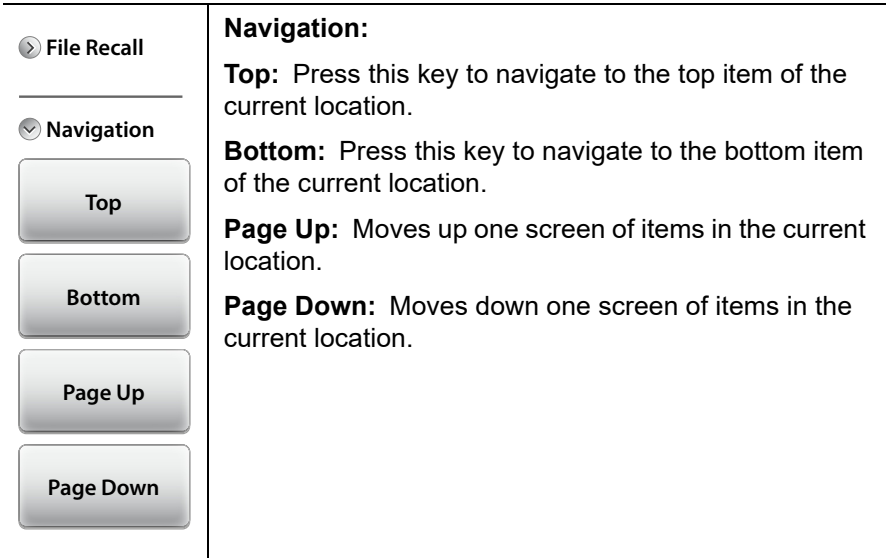 File Recall
Navigation
Top
Bottom
Page Up
Page Down
Navigation:
Top: Press this key to navigate to the top item of the
current location.
Bottom: Press this key to navigate to the bottom item
of the current location.
Page Up: Moves up one screen of items in the current
location.
Page Down: Moves down one screen of items in the
current location.